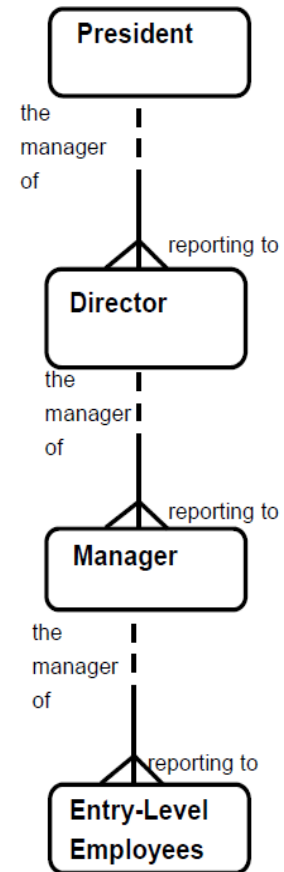 President
the
manager
of
reporting to
Director
the
manager
of
reporting to
Manager
the
manager
of
reporting to
Entry-Level
Employees